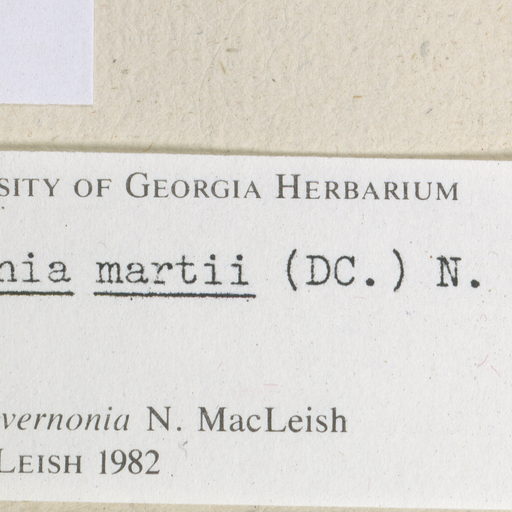 SITY OF GEORGIA HERBARIUM
nia martii (DC.) N.
vernonia N. MacLeish
LEISH 1982